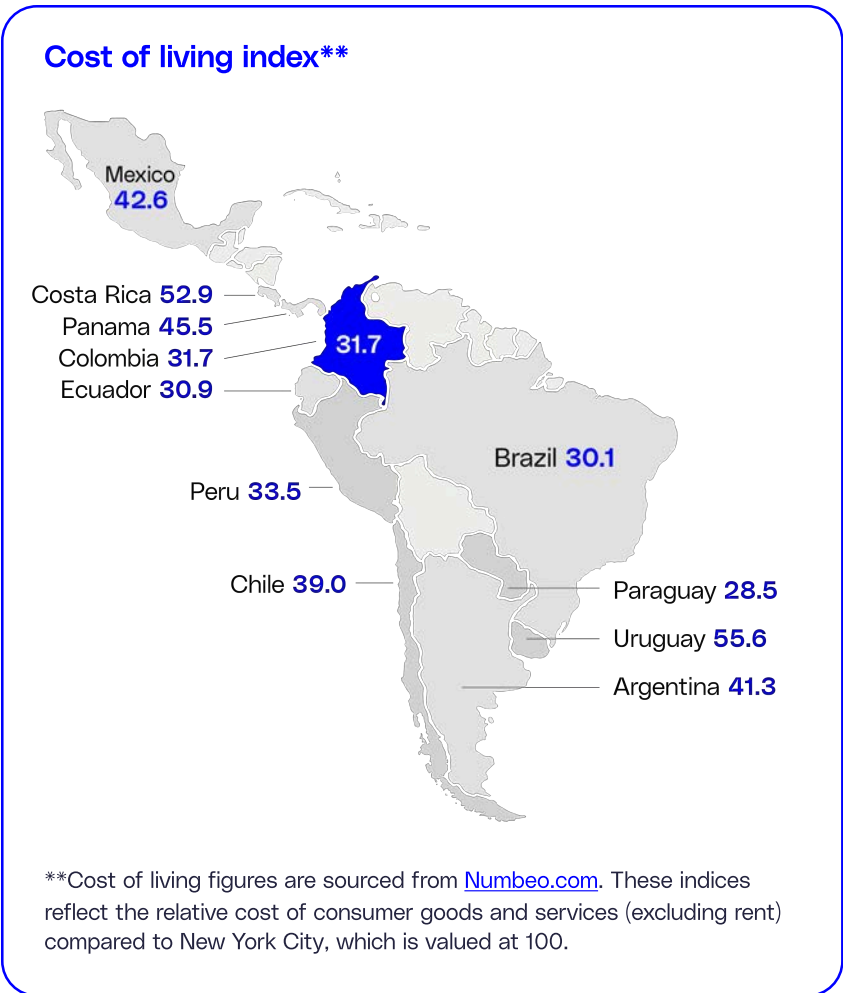 Cost of living index**
Mexico
42.6
Costa Rica 52.9
Panama 45.5
Colombia 31.7
31.7
Ecuador 30.9
Brazil 30.1
Peru 33.5
Chile 39.0
Paraguay 28.5
Uruguay 55.6
Argentina 41.3
**Cost of living figures are sourced from Numbeo.com. These indices
reflect the relative cost of consumer goods and services (excluding rent)
compared to New York City, which is valued at 100.